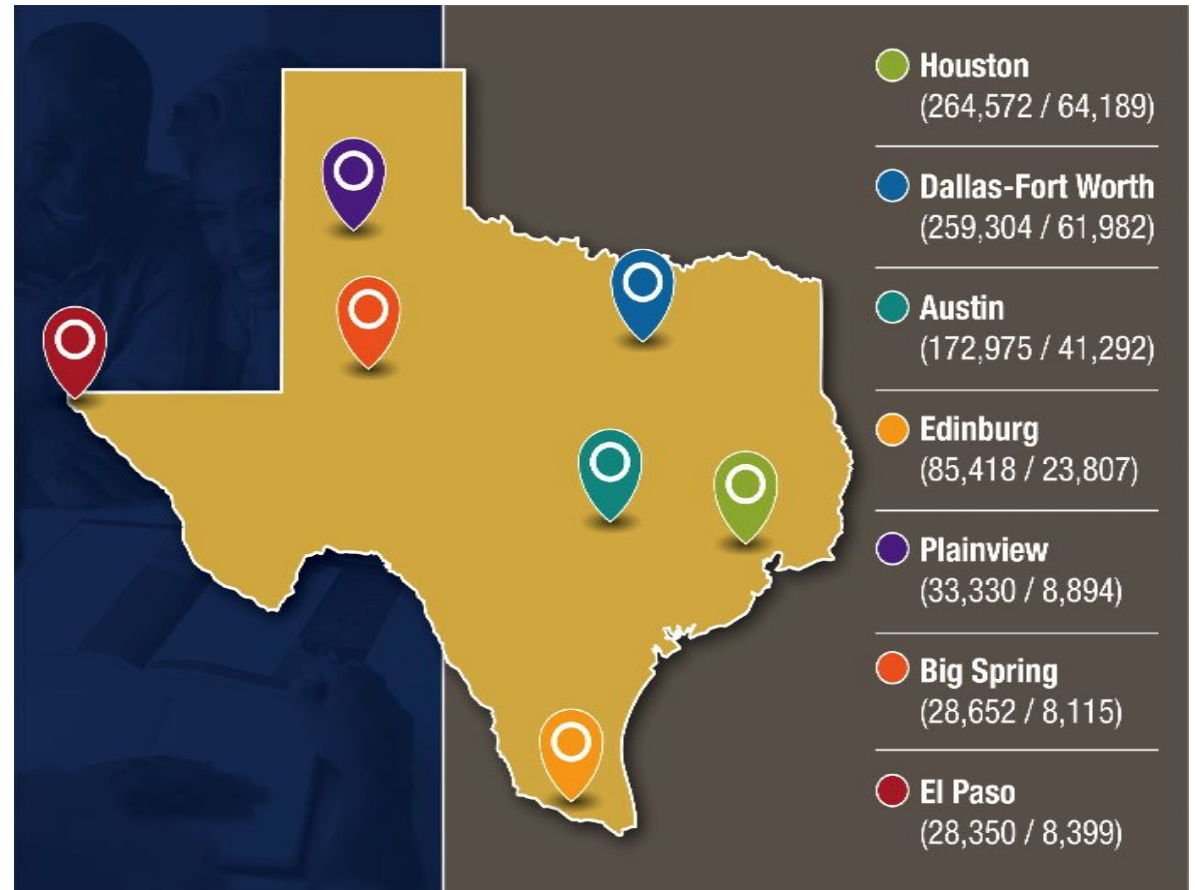 Houston
(264,572 / 64,189)
Dallas-Fort Worth
(259,304 / 61,982)
Austin
(172,975 / 41,292)
Edinburg
(85,418 / 23,807)
Plainview
(33,330 / 8,894)
Big Spring
(28,652 / 8,115)
El Paso
(28,350 / 8,399)